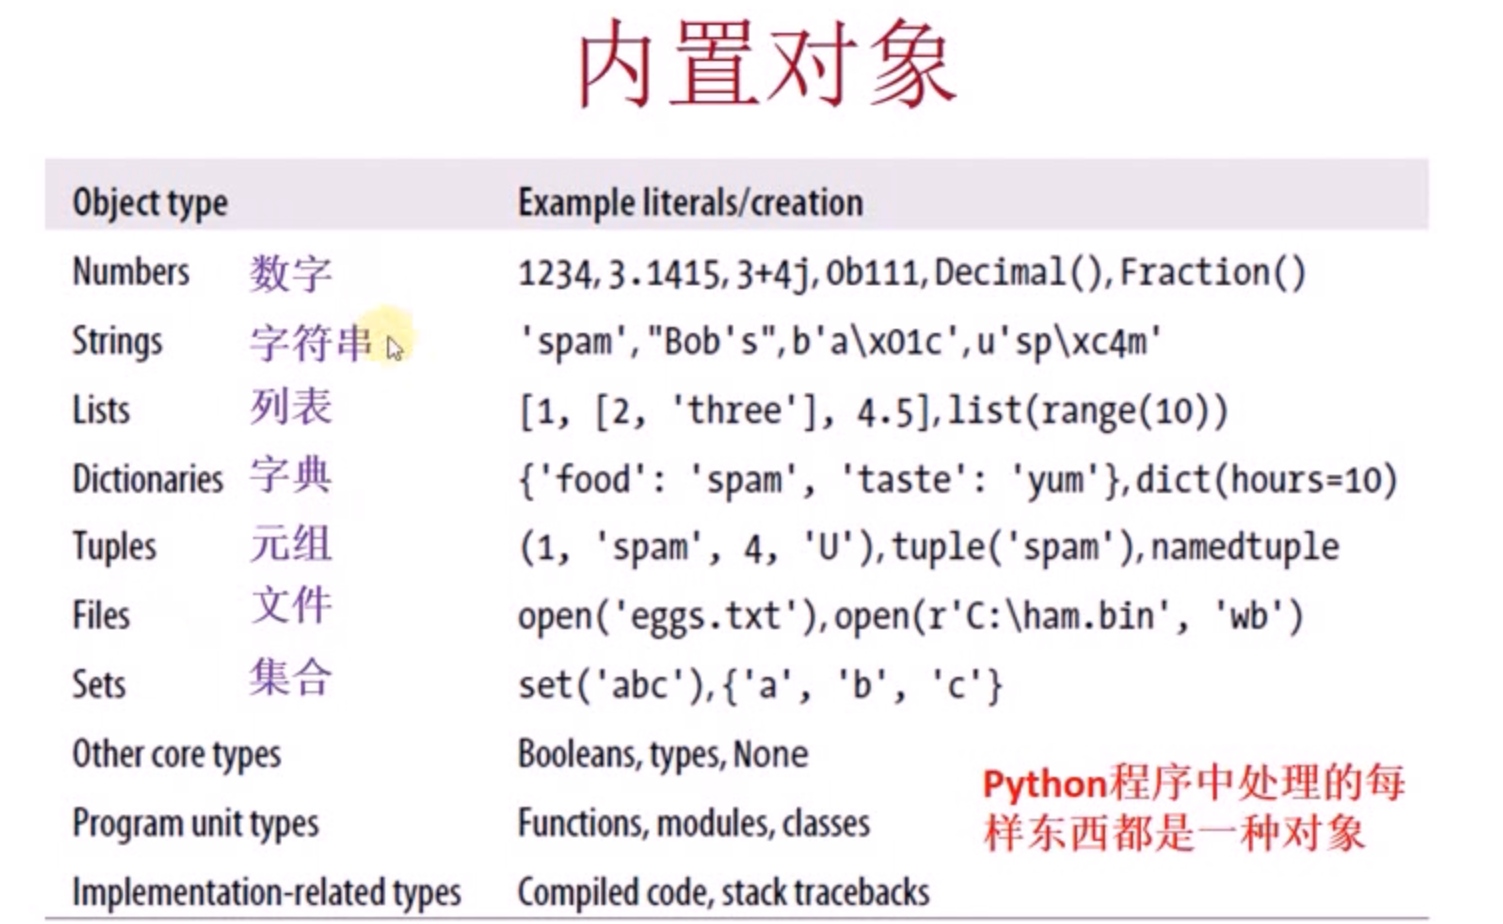 内置对象
Object type Example literals/creation
Numbers 数字 1234, 3.1415, 3+4j, 0b111, Decimal(), Fraction()
Strings 字符串 'spam', "Bob's", b'a\x01c', u'sp\xc4m'
Lists 列表 [1, [2, 'three'], 4.5], list(range(10))
Dictionaries 字典 {'food': 'spam', 'taste': 'yum'}, dict(hours=10)
Tuples 元组 (1, 'spam', 4, 'U'), tuple('spam'), namedtuple
Files 文件 open('eggs.txt'), open(r'C:\ham.bin', 'wb')
Sets 集合 set('abc'), {'a', 'b', 'c'}
Other core types Booleans, types, None
Program unit types Functions, modules, classes
Implementation-related types Compiled code, stack tracebacks
Python程序中处理的每
样东西都是一种对象